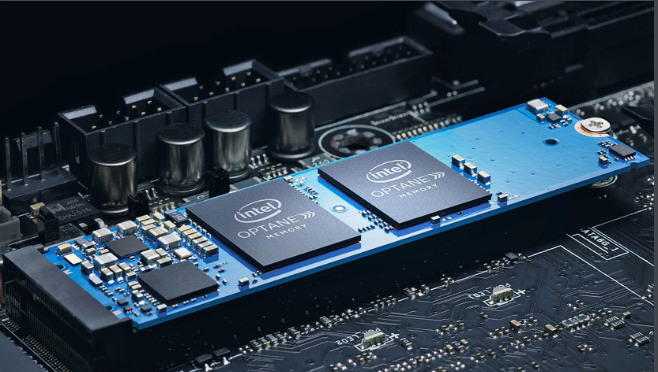 intel
OPTANE
MEMORY
intel
OPTANE
MEMORY